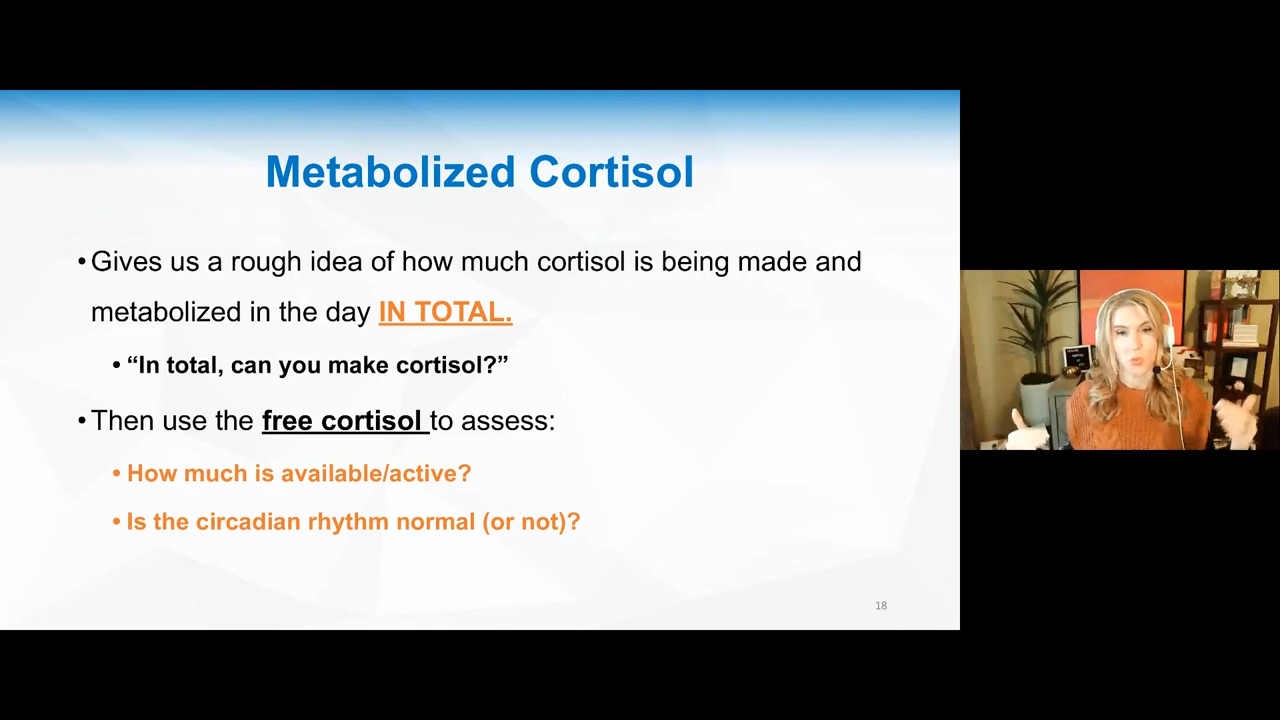 Metabolized Cortisol
•Gives us a rough idea of how much cortisol is being made and
metabolized in the day IN TOTAL.
• “In total, can you make cortisol?”
•Then use the free cortisol to assess:
• How much is available/active?
• Is the circadian rhythm normal (or not)?
18